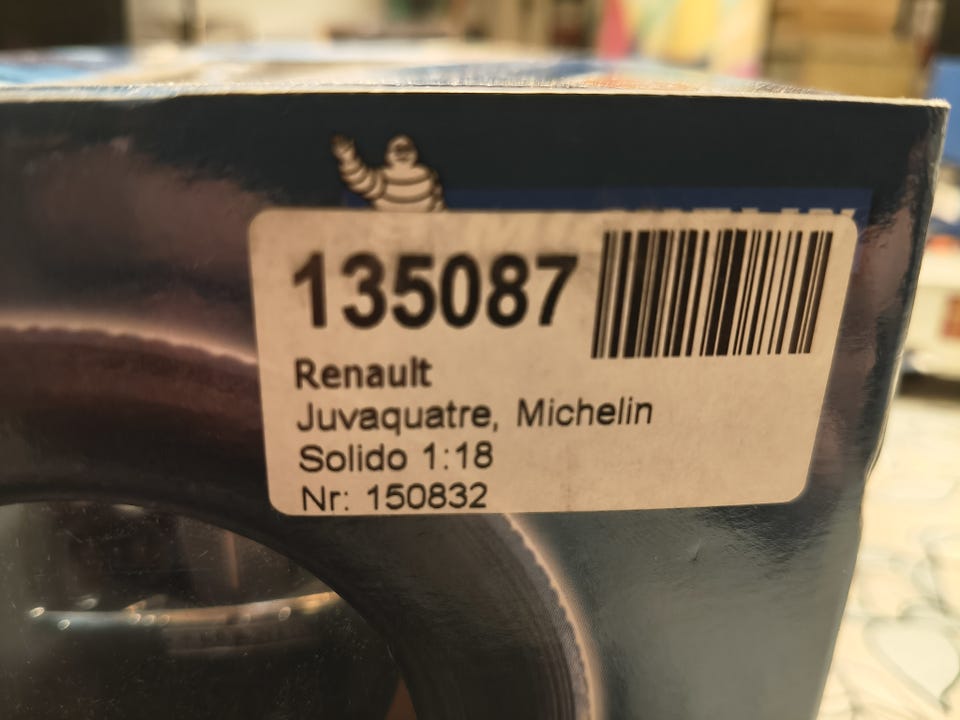 135087
Renault
Juvaquatre, Michelin
Solido 1:18
Nr: 150832